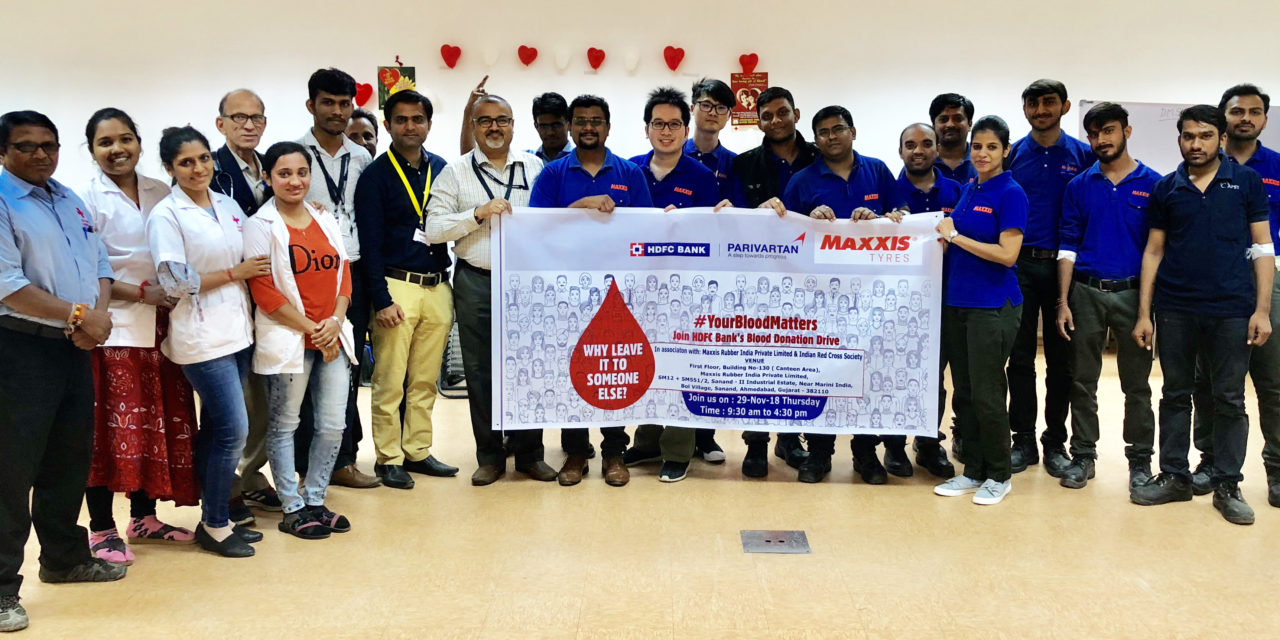 HDFC BANK
PARIVARTAN
A step towards progress
MAXXIS
TYRES
#YourBloodMatters
Join HDFC Bank's Blood Donation Drive
WHY LEAVE
IT TO
SOMEONE
ELSE?
In association with: Maxxis Rubber India Private Limited & Indian Red Cross Society
VENUE
First Floor, Building No-130 ( Canteen Area),
Maxxis Rubber India Private Limited,
SM12 + SM551/2, Sanand - II Industrial Estate, Near Marini India,
Bol Village, Sanand, Ahmedabad, Gujarat - 382110
Join us on : 29-Nov-18 Thursday
Time : 9:30 am to 4:30 pm
Dior
MAXXIS
MAXXIS
MAXXIS
MAXXIS
MAXXIS
MAXXIS